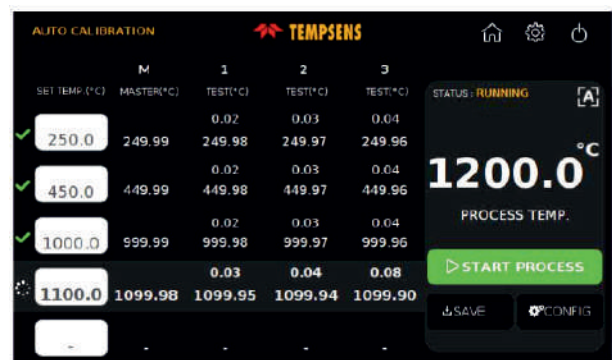 AUTO CALIBRATION
TEMPSENS
M 1 2 3
SET TEMP.(°C) MASTER(°C) TEST(°C) TEST(°C) TEST(°C)
0.02 0.03 0.04
250.0 249.99 249.98 249.97 249.96
0.02 0.03 0.04
450.0 449.99 449.98 449.97 449.96
0.02 0.03 0.04
1000.0 999.99 999.98 999.97 999.96
0.03 0.04 0.08
1100.0 1099.98 1099.95 1099.94 1099.90
- - - - -
STATUS : RUNNING [A]
°C
1200.0
PROCESS TEMP.
START PROCESS
SAVE CONFIG